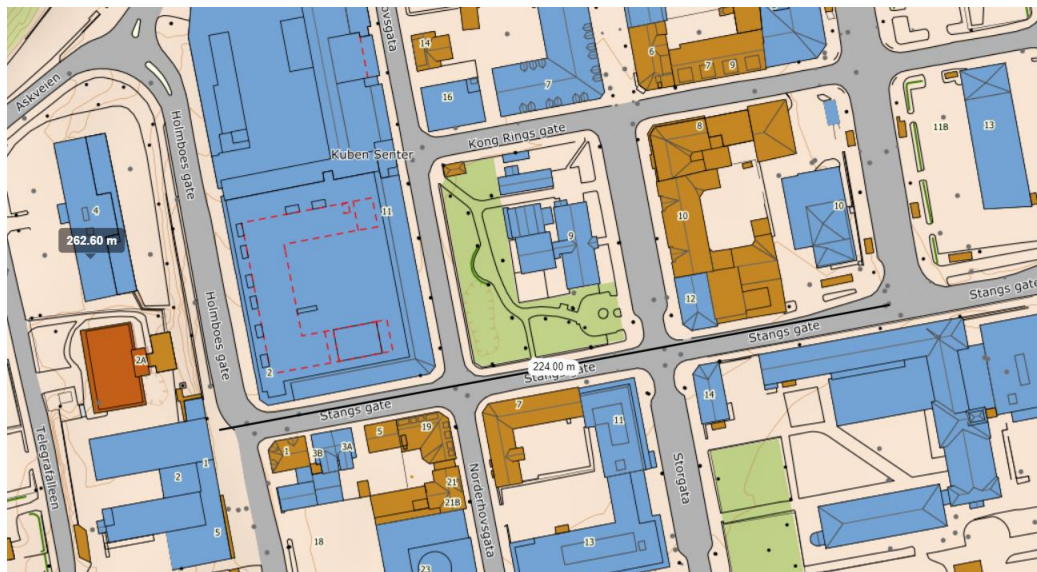 Askveien
Holmboes gate
Norderhovsgata
14
16
7
6
7
9
Kong Rings gate
Kuben Senter
8
10
10
11B
13
4
262.60 m
11
9
12
Stangs gate
Holmboes gate
2A
2
224.00 m
Stangs gate
Stangs gate
Stangs gate
Telegrafalleen
1
2
5
1
3B
3A
5
19
21
21B
18
23
7
11
13
14
Norderhovsgata
Storgata